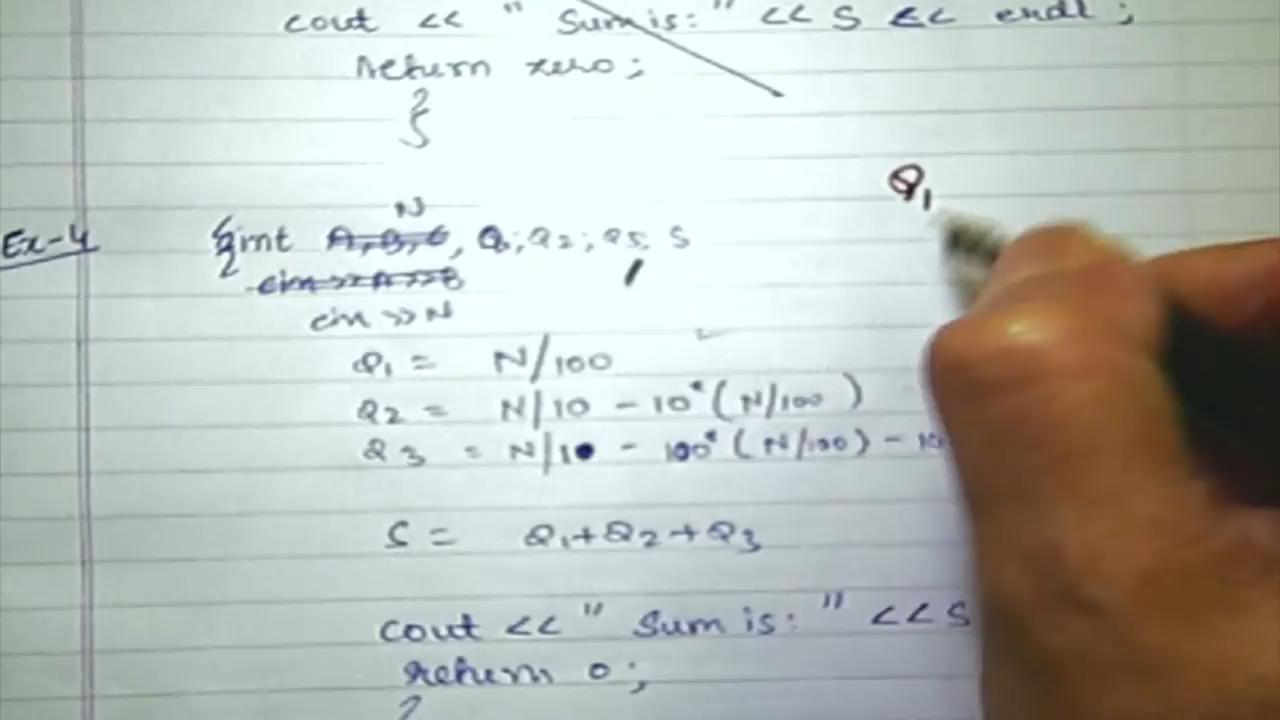 cout << " Sum is: " << S << endl ;
return zero ;
}
Q1
N
Ex-4 { int A, B, C, Q1, Q2, Q3, S
cin >> A >> B
cin >> N
Q1 = N/100
Q2 = N/10 - 10*(N/100)
Q3 = N/10 - 100*(N/100) - 10
S = Q1+Q2+Q3
cout << " Sum is: " << S
return 0 ;
}